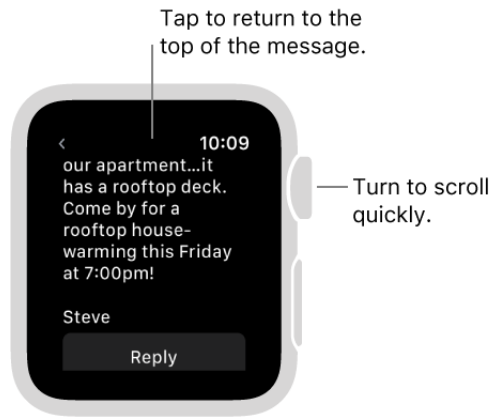 Tap to return to the
top of the message.
< 10:09
our apartment...it
has a rooftop deck.
Come by for a
rooftop house-
warming this Friday
at 7:00pm!
Steve
Reply
Turn to scroll
quickly.